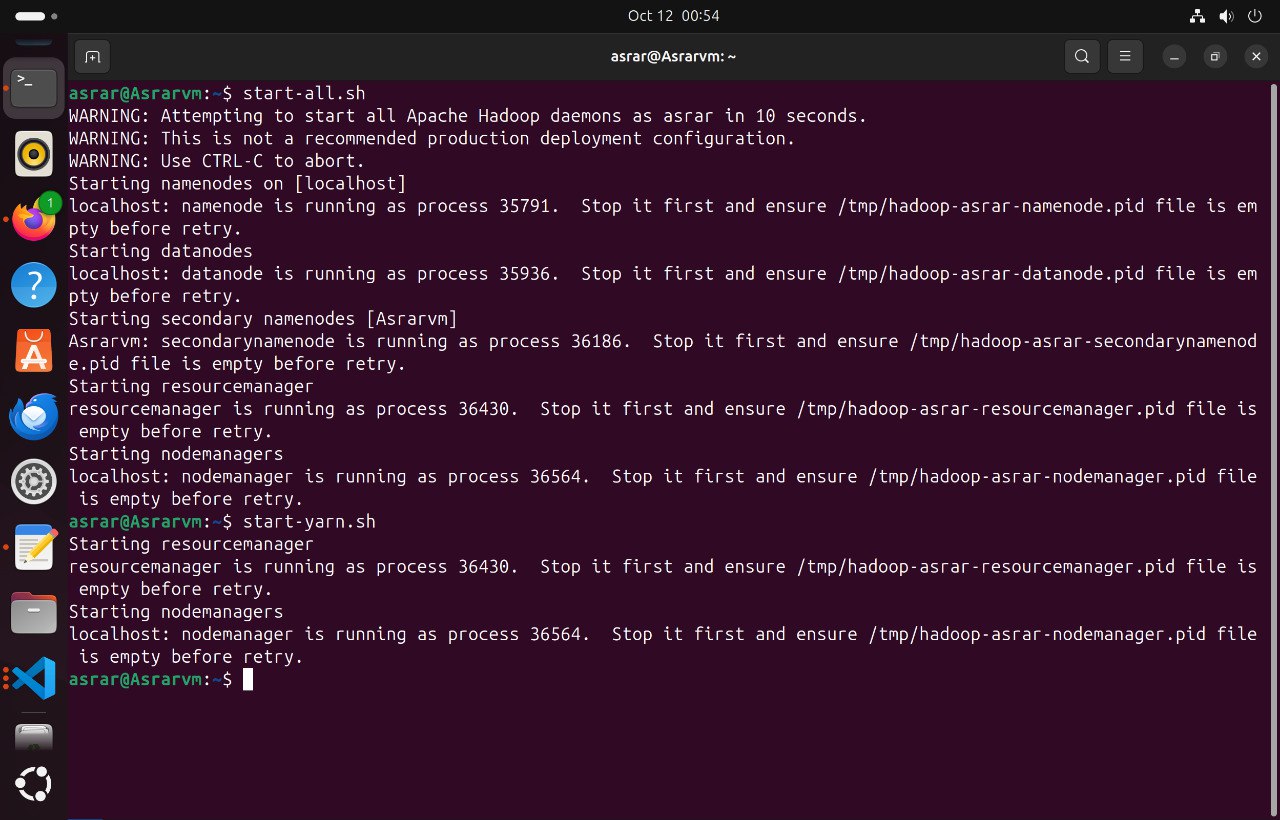 Oct 12 00:54
asrar@Asrarvm: ~
asrar@Asrarvm:~$ start-all.sh
WARNING: Attempting to start all Apache Hadoop daemons as asrar in 10 seconds.
WARNING: This is not a recommended production deployment configuration.
WARNING: Use CTRL-C to abort.
Starting namenodes on [localhost]
localhost: namenode is running as process 35791.  Stop it first and ensure /tmp/hadoop-asrar-namenode.pid file is em
pty before retry.
Starting datanodes
localhost: datanode is running as process 35936.  Stop it first and ensure /tmp/hadoop-asrar-datanode.pid file is em
pty before retry.
Starting secondary namenodes [Asrarvm]
Asrarvm: secondarynamenode is running as process 36186.  Stop it first and ensure /tmp/hadoop-asrar-secondarynamenod
e.pid file is empty before retry.
Starting resourcemanager
resourcemanager is running as process 36430.  Stop it first and ensure /tmp/hadoop-asrar-resourcemanager.pid file is
 empty before retry.
Starting nodemanagers
localhost: nodemanager is running as process 36564.  Stop it first and ensure /tmp/hadoop-asrar-nodemanager.pid file
 is empty before retry.
asrar@Asrarvm:~$ start-yarn.sh
Starting resourcemanager
resourcemanager is running as process 36430.  Stop it first and ensure /tmp/hadoop-asrar-resourcemanager.pid file is
 empty before retry.
Starting nodemanagers
localhost: nodemanager is running as process 36564.  Stop it first and ensure /tmp/hadoop-asrar-nodemanager.pid file
 is empty before retry.
asrar@Asrarvm:~$
>_
1
?
A